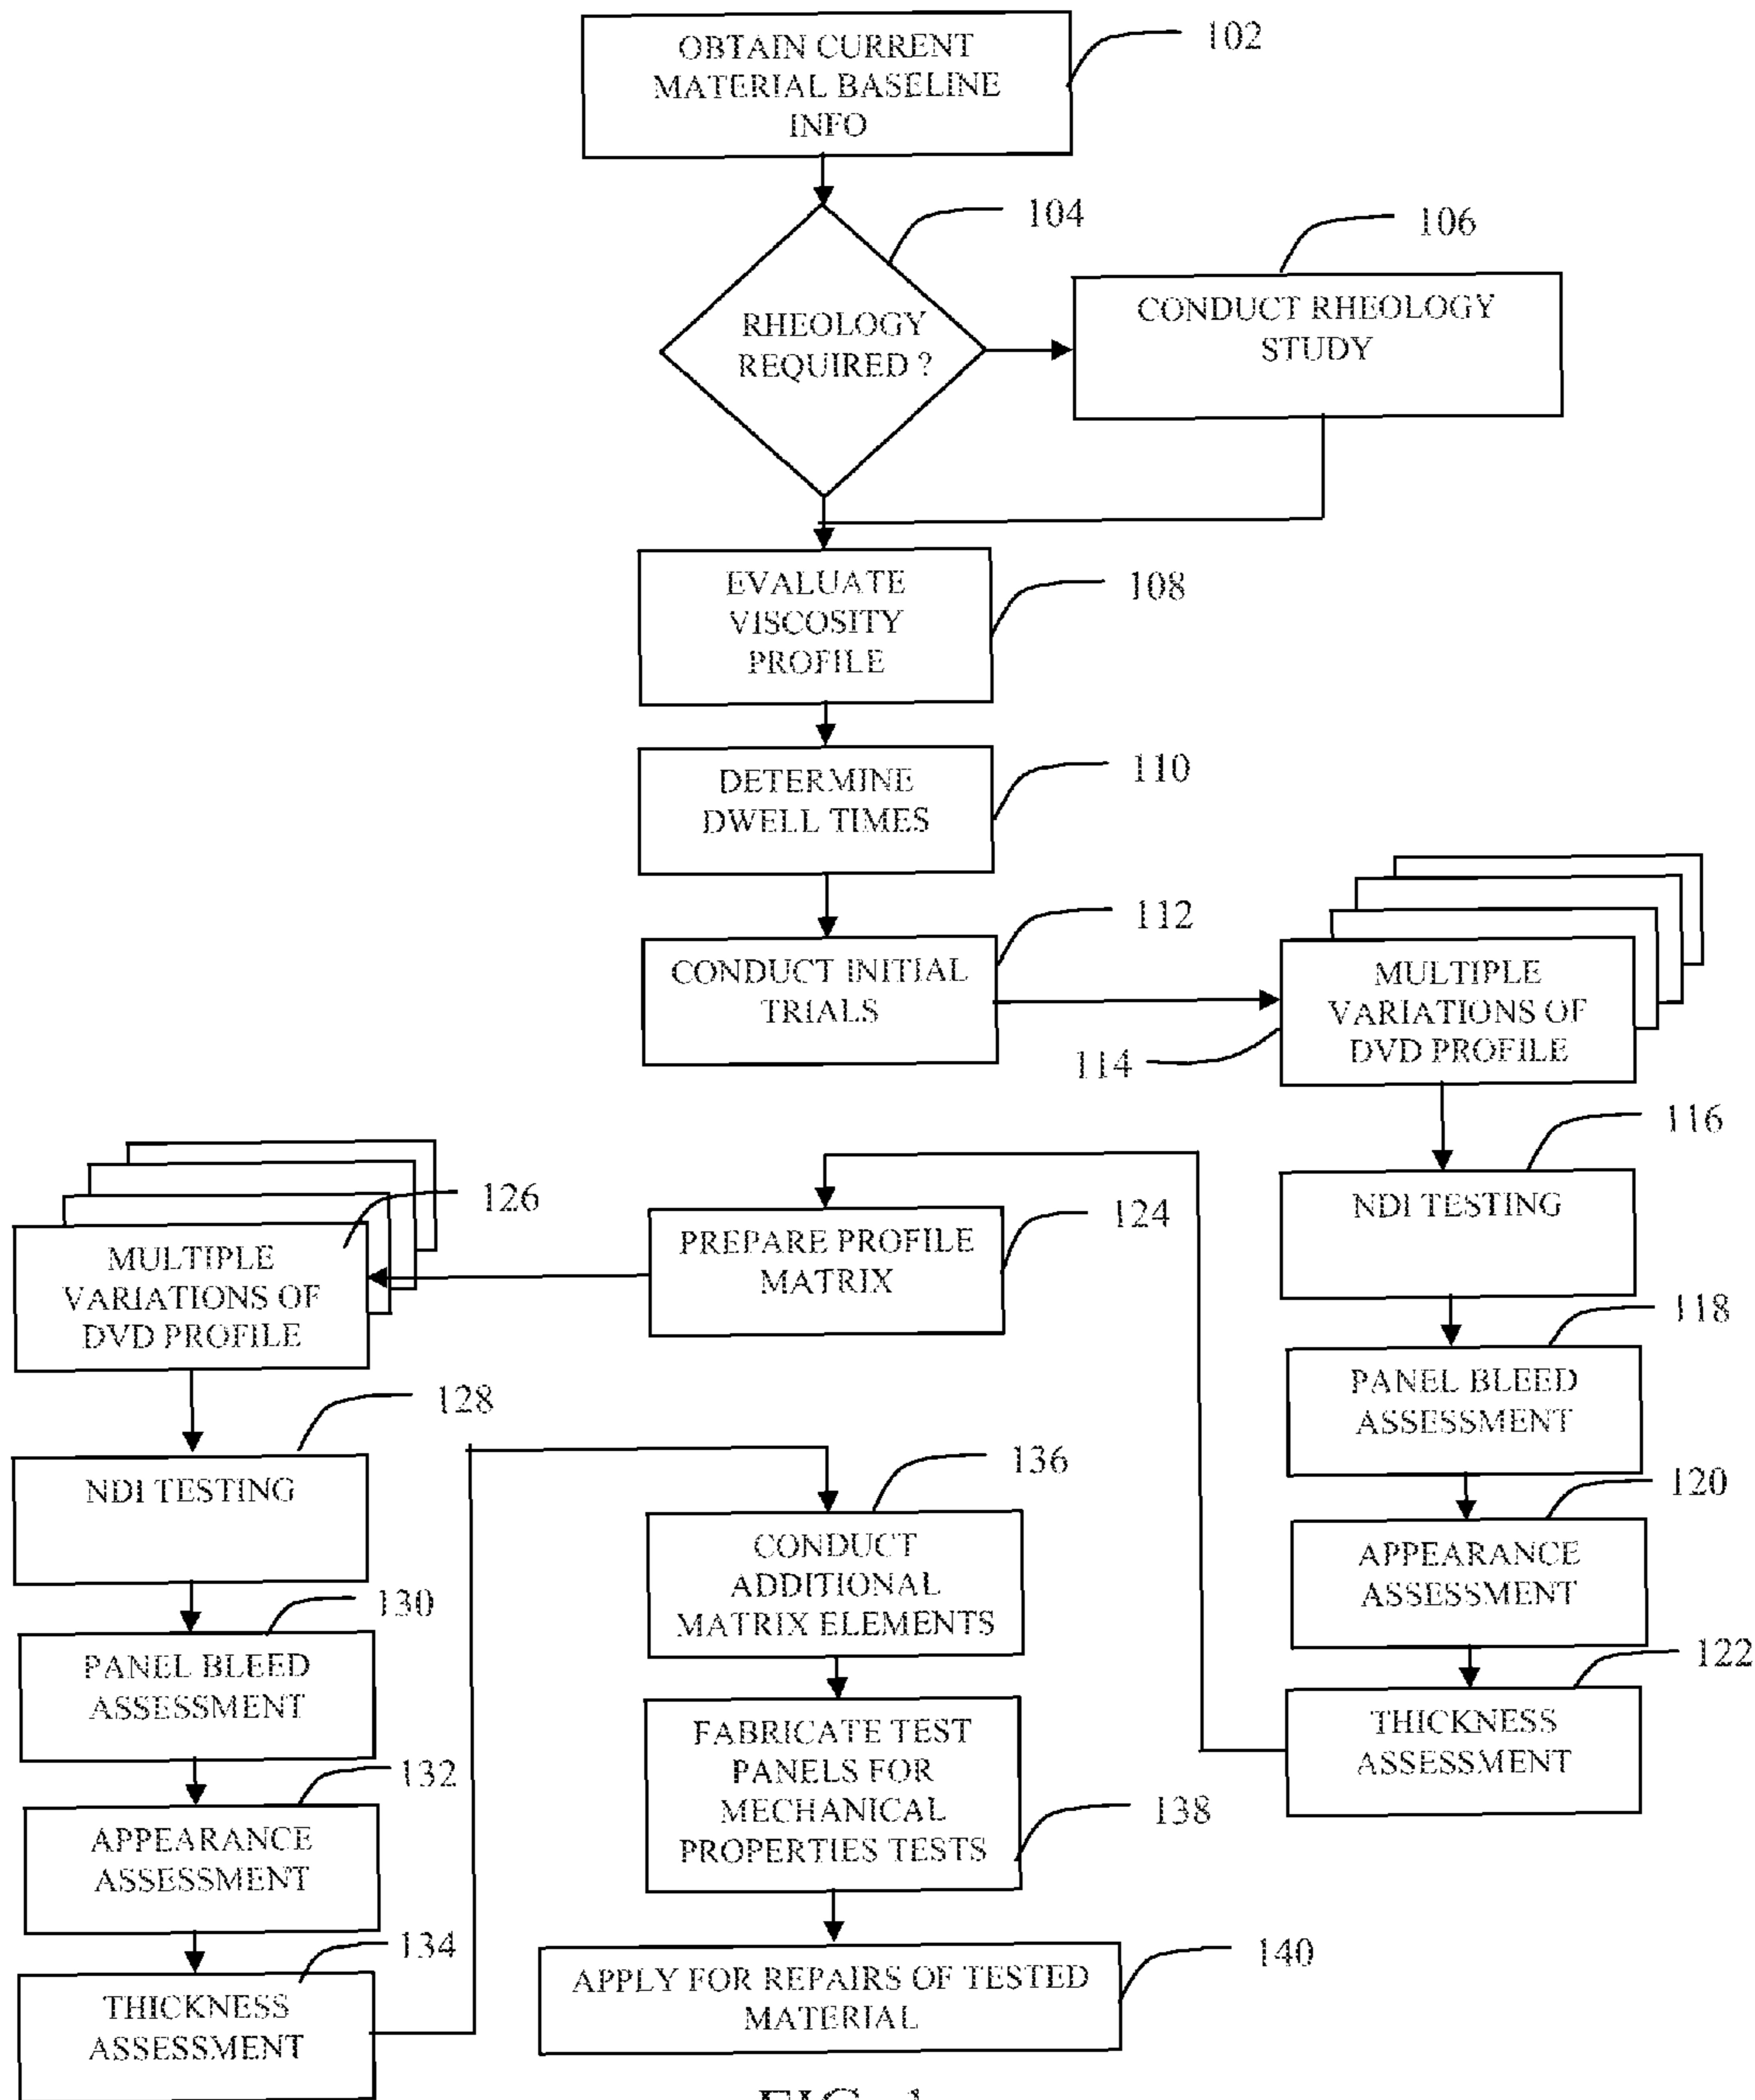 OBTAIN CURRENT
MATERIAL BASELINE
INFO
102
RHEOLOGY
REQUIRED ?
104
CONDUCT RHEOLOGY
STUDY
106
EVALUATE
VISCOSITY
PROFILE
108
DETERMINE
DWELL TIMES
110
CONDUCT INITIAL
TRIALS
112
MULTIPLE
VARIATIONS OF
DVD PROFILE
114
NDI TESTING
116
PANEL BLEED
ASSESSMENT
118
APPEARANCE
ASSESSMENT
120
THICKNESS
ASSESSMENT
122
PREPARE PROFILE
MATRIX
124
MULTIPLE
VARIATIONS OF
DVD PROFILE
126
NDI TESTING
128
PANEL BLEED
ASSESSMENT
130
APPEARANCE
ASSESSMENT
132
THICKNESS
ASSESSMENT
134
CONDUCT
ADDITIONAL
MATRIX ELEMENTS
136
FABRICATE TEST
PANELS FOR
MECHANICAL
PROPERTIES TESTS
138
APPLY FOR REPAIRS OF TESTED
MATERIAL
140
FIG. 1